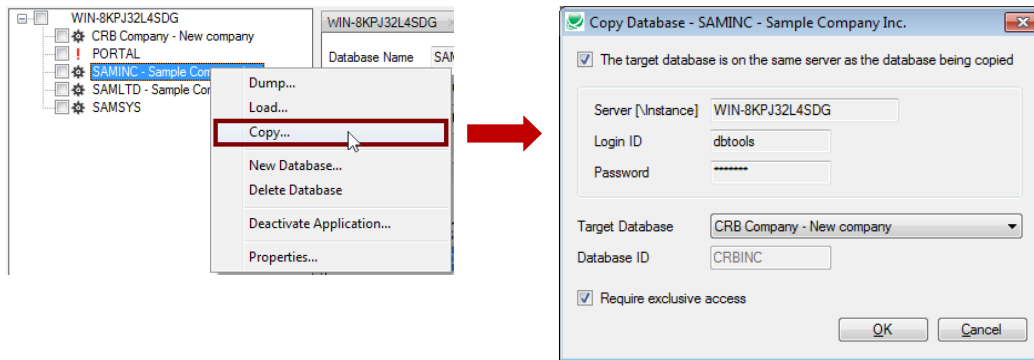 WIN-8KPJ32L4SDG
CRB Company - New company
PORTAL
SAMINC - Sample Com
SAMLTD - Sample Cor
SAMSYS
WIN-8KPJ32L4SDG
Database Name SAM
Dump...
Load...
Copy...
New Database...
Delete Database
Deactivate Application...
Properties...
Copy Database - SAMINC - Sample Company Inc.
The target database is on the same server as the database being copied
Server [\Instance] WIN-8KPJ32L4SDG
Login ID dbtools
Password *******
Target Database CRB Company - New company
Database ID CRBINC
Require exclusive access
OK Cancel